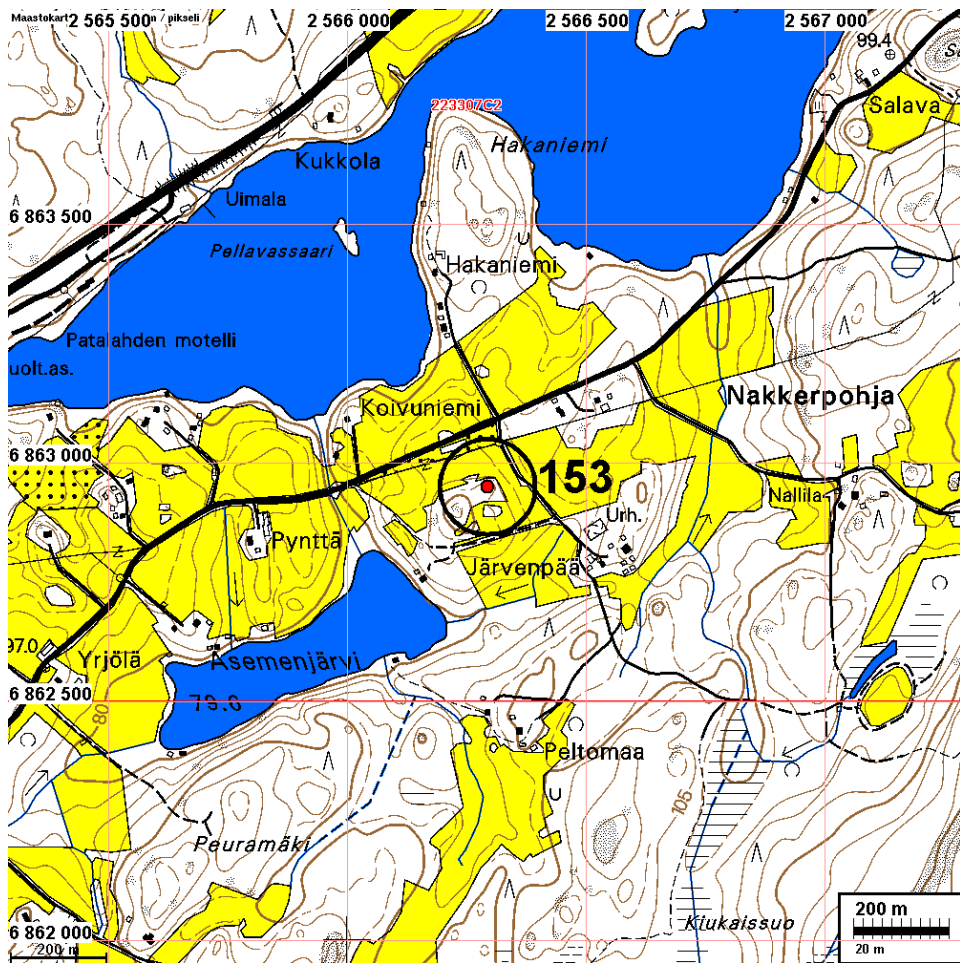 Maastokart
2 565 500
m / pikseli
2 566 000
2 566 500
2 567 000
99.4
223307C2
Salava
Hakaniemi
Kukkola
Uimala
6 863 500
Pellavassaari
U
Hakaniemi
Patalahden motelli
uolt.as.
Nakkerpohja
Koivuniemi
6 863 000
153
Nallila
Urh.
Pynttä
Järvenpää
97.0
Yrjölä
Asemenjärvi
6 862 500
79.6
80
Peltomaa
U
105
Peuramäki
Kiukaissuo
6 862 000
200 m
200 m
20 m